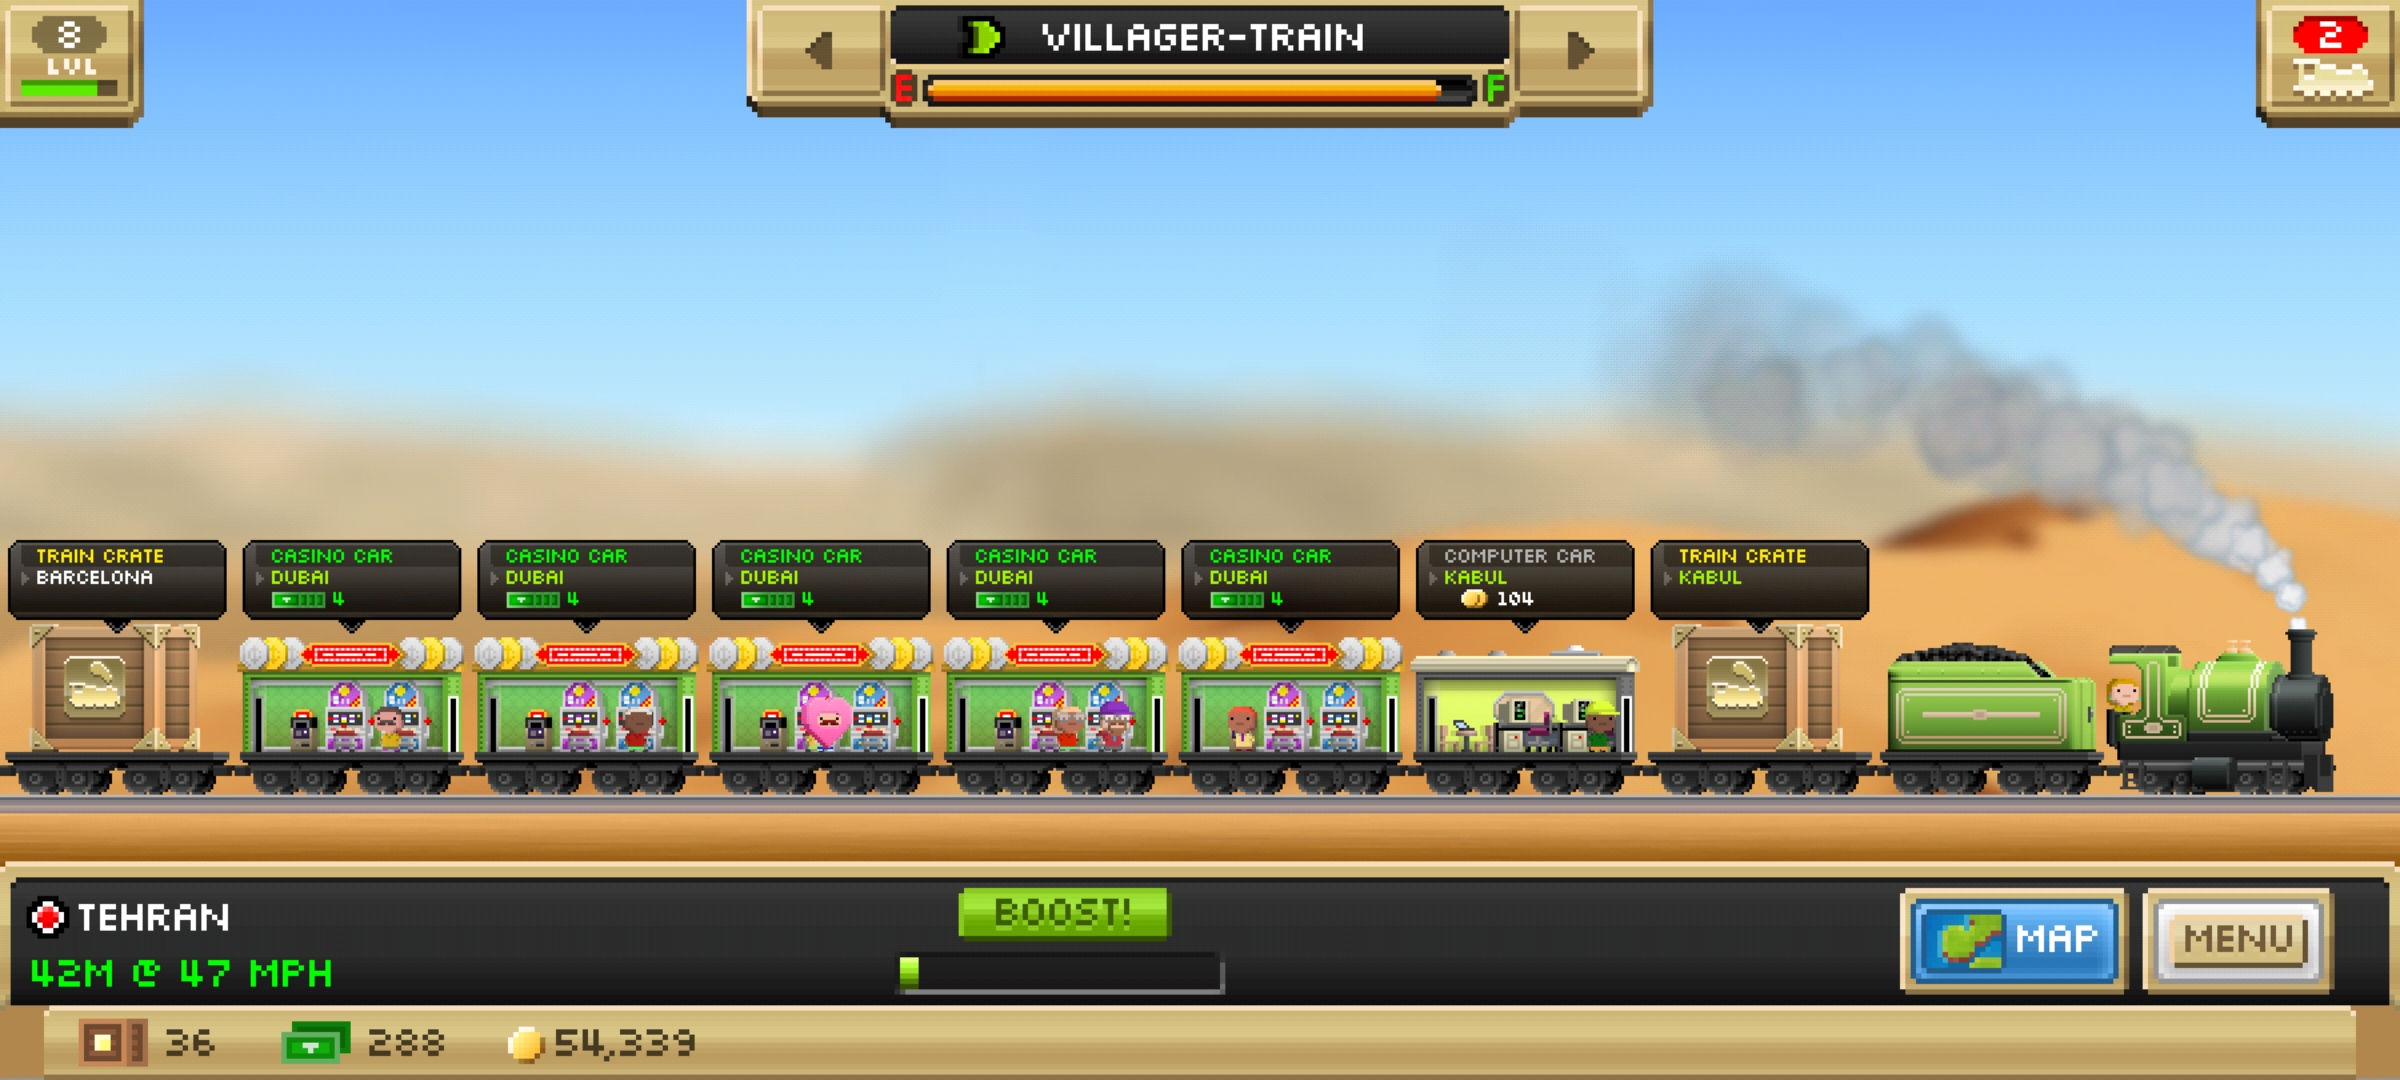 8
LVL
VILLAGER-TRAIN
E
F
2
TRAIN CRATE
BARCELONA
CASINO CAR
DUBAI
4
CASINO CAR
DUBAI
4
CASINO CAR
DUBAI
4
CASINO CAR
DUBAI
4
CASINO CAR
DUBAI
4
COMPUTER CAR
KABUL
104
TRAIN CRATE
KABUL
TEHRAN
42M @ 47 MPH
BOOST!
MAP
MENU
36
288
54,339